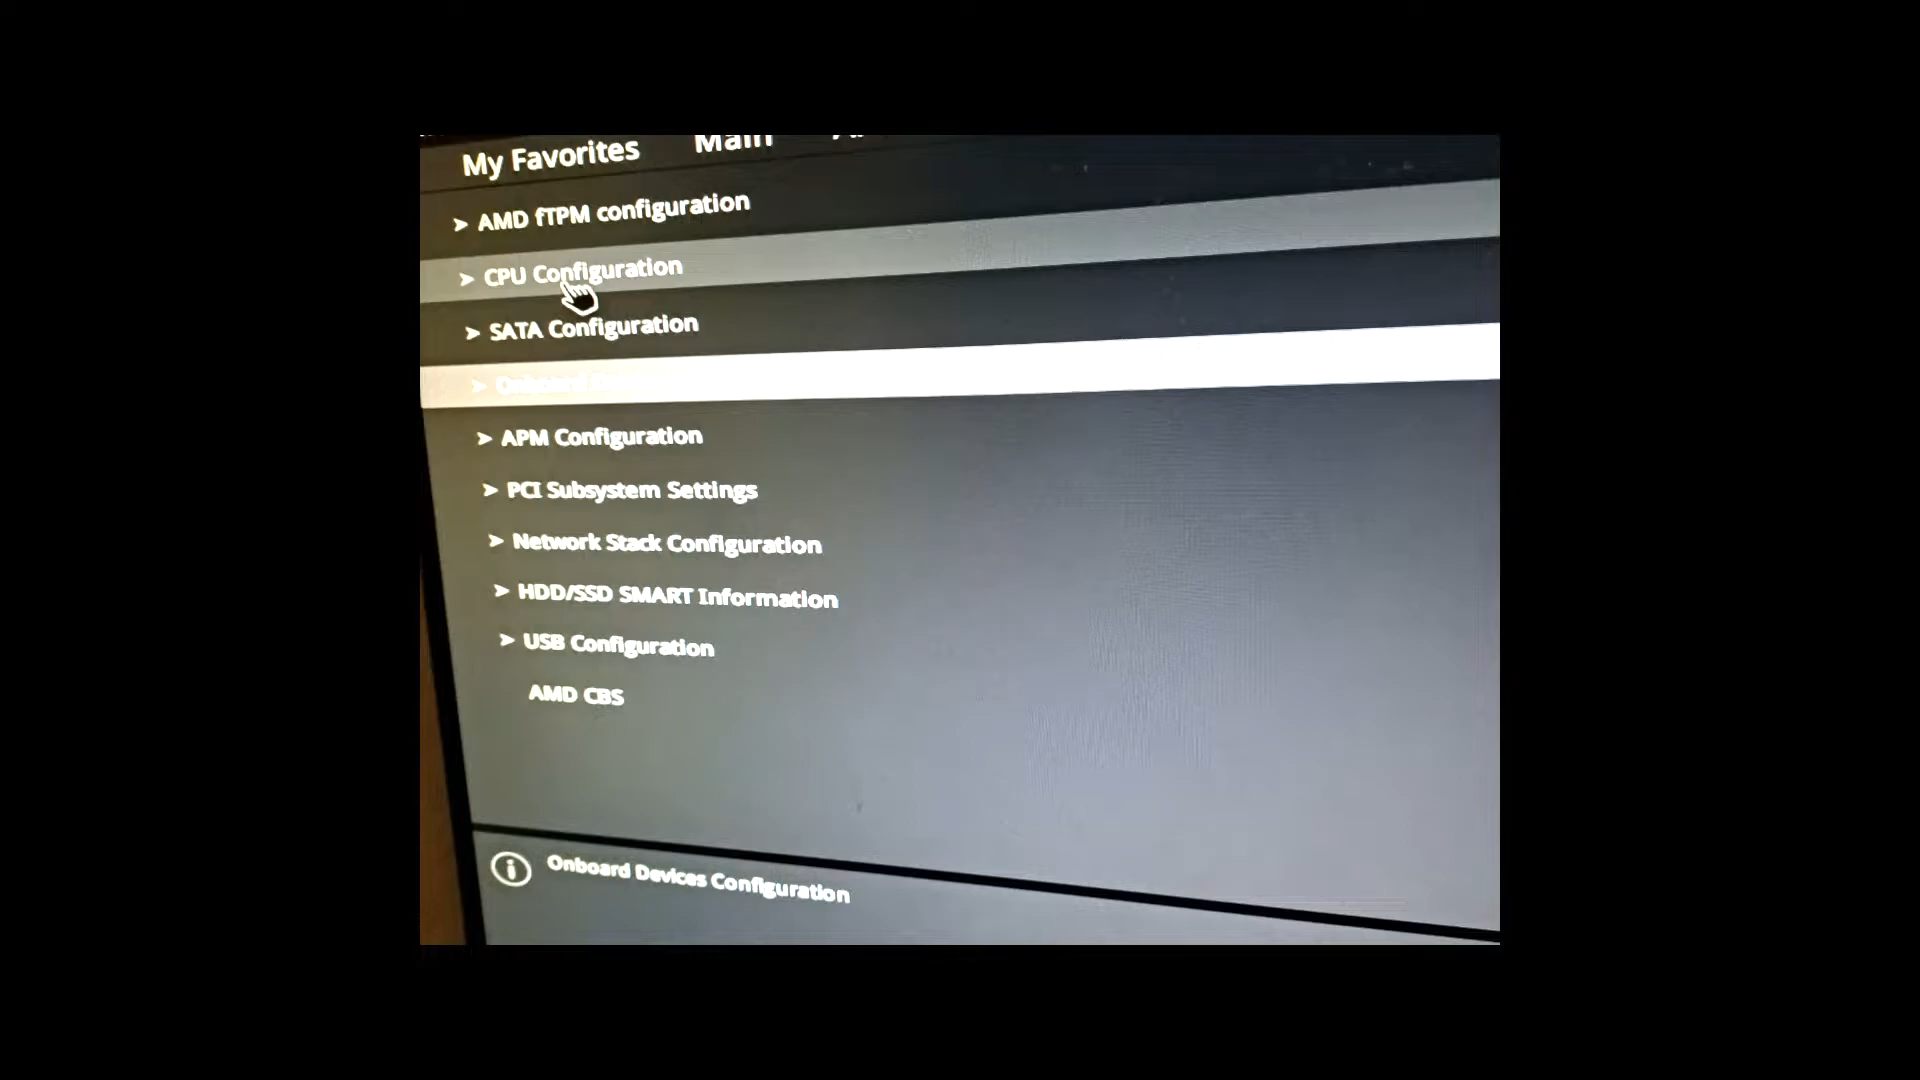 My Favorites Main
> AMD fTPM configuration
> CPU Configuration
> SATA Configuration
> Onboard
> APM Configuration
> PCI Subsystem Settings
> Network Stack Configuration
> HDD/SSD SMART Information
> USB Configuration
AMD CBS
Onboard Devices Configuration